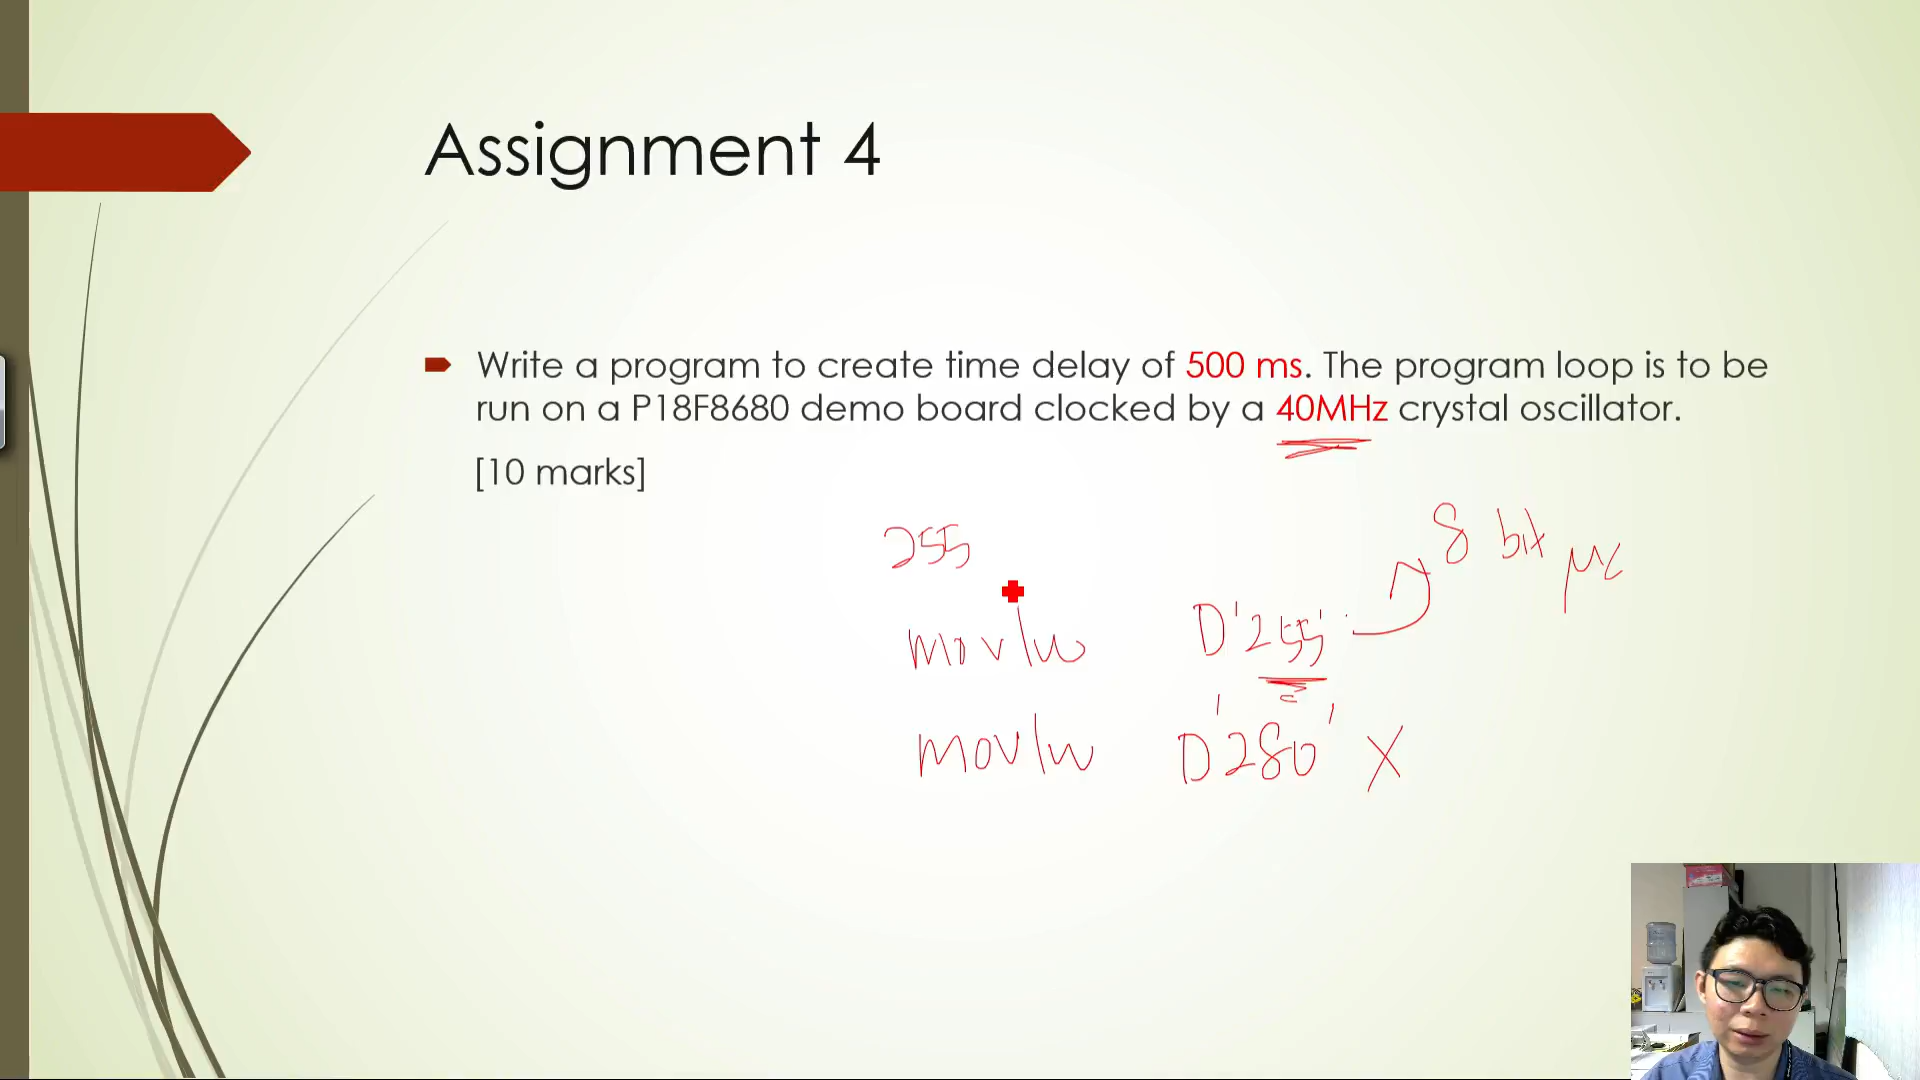 Assignment 4
Write a program to create time delay of 500 ms. The program loop is to be
run on a P18F8680 demo board clocked by a 40MHz crystal oscillator.
[10 marks]
255
8 bit μc
movlw D'255'
movlw D'280' X